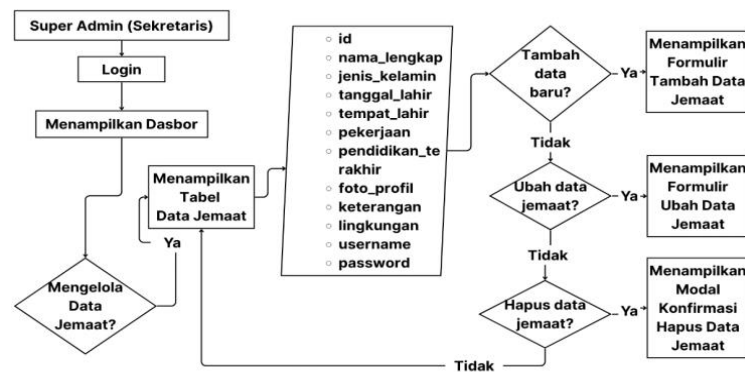 Super Admin (Sekretaris)
Login
Menampilkan Dasbor
Mengelola
Data
Jemaat?
Ya
Menampilkan
Tabel
Data Jemaat
id
nama_lengkap
jenis_kelamin
tanggal_lahir
tempat_lahir
pekerjaan
pendidikan_te
rakhir
foto_profil
keterangan
lingkungan
username
password
Tambah
data
baru?
Ya
Menampilkan
Formulir
Tambah Data
Jemaat
Tidak
Ubah data
jemaat?
Ya
Menampilkan
Formulir
Ubah Data
Jemaat
Tidak
Hapus data
jemaat?
Ya
Menampilkan
Modal
Konfirmasi
Hapus Data
Jemaat
Tidak